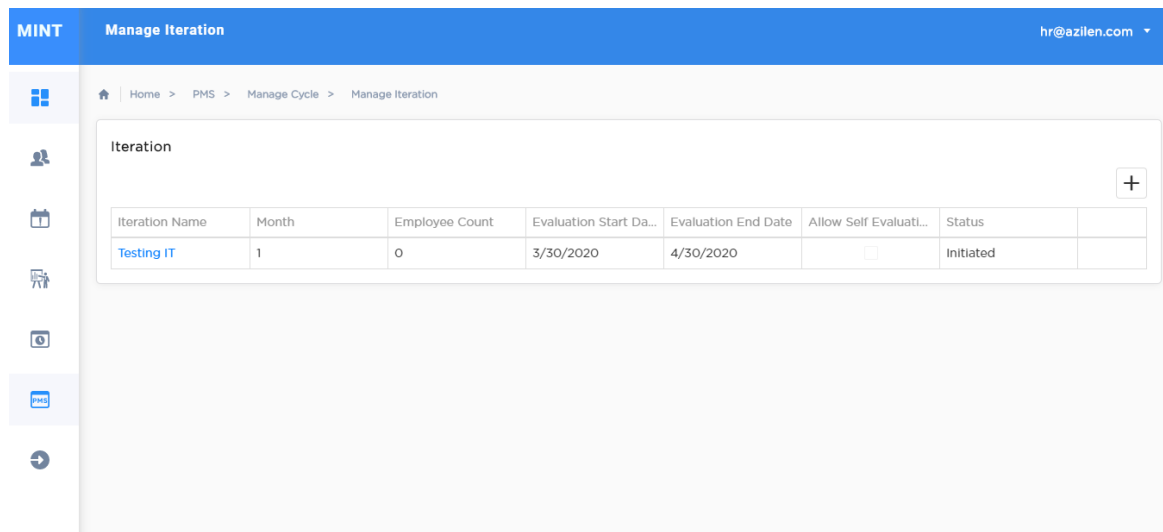 MINT Manage Iteration hr@azilen.com
Home > PMS > Manage Cycle > Manage Iteration
Iteration
+
Iteration Name Month Employee Count Evaluation Start Da... Evaluation End Date Allow Self Evaluati... Status
Testing IT 1 0 3/30/2020 4/30/2020 Initiated
PMS